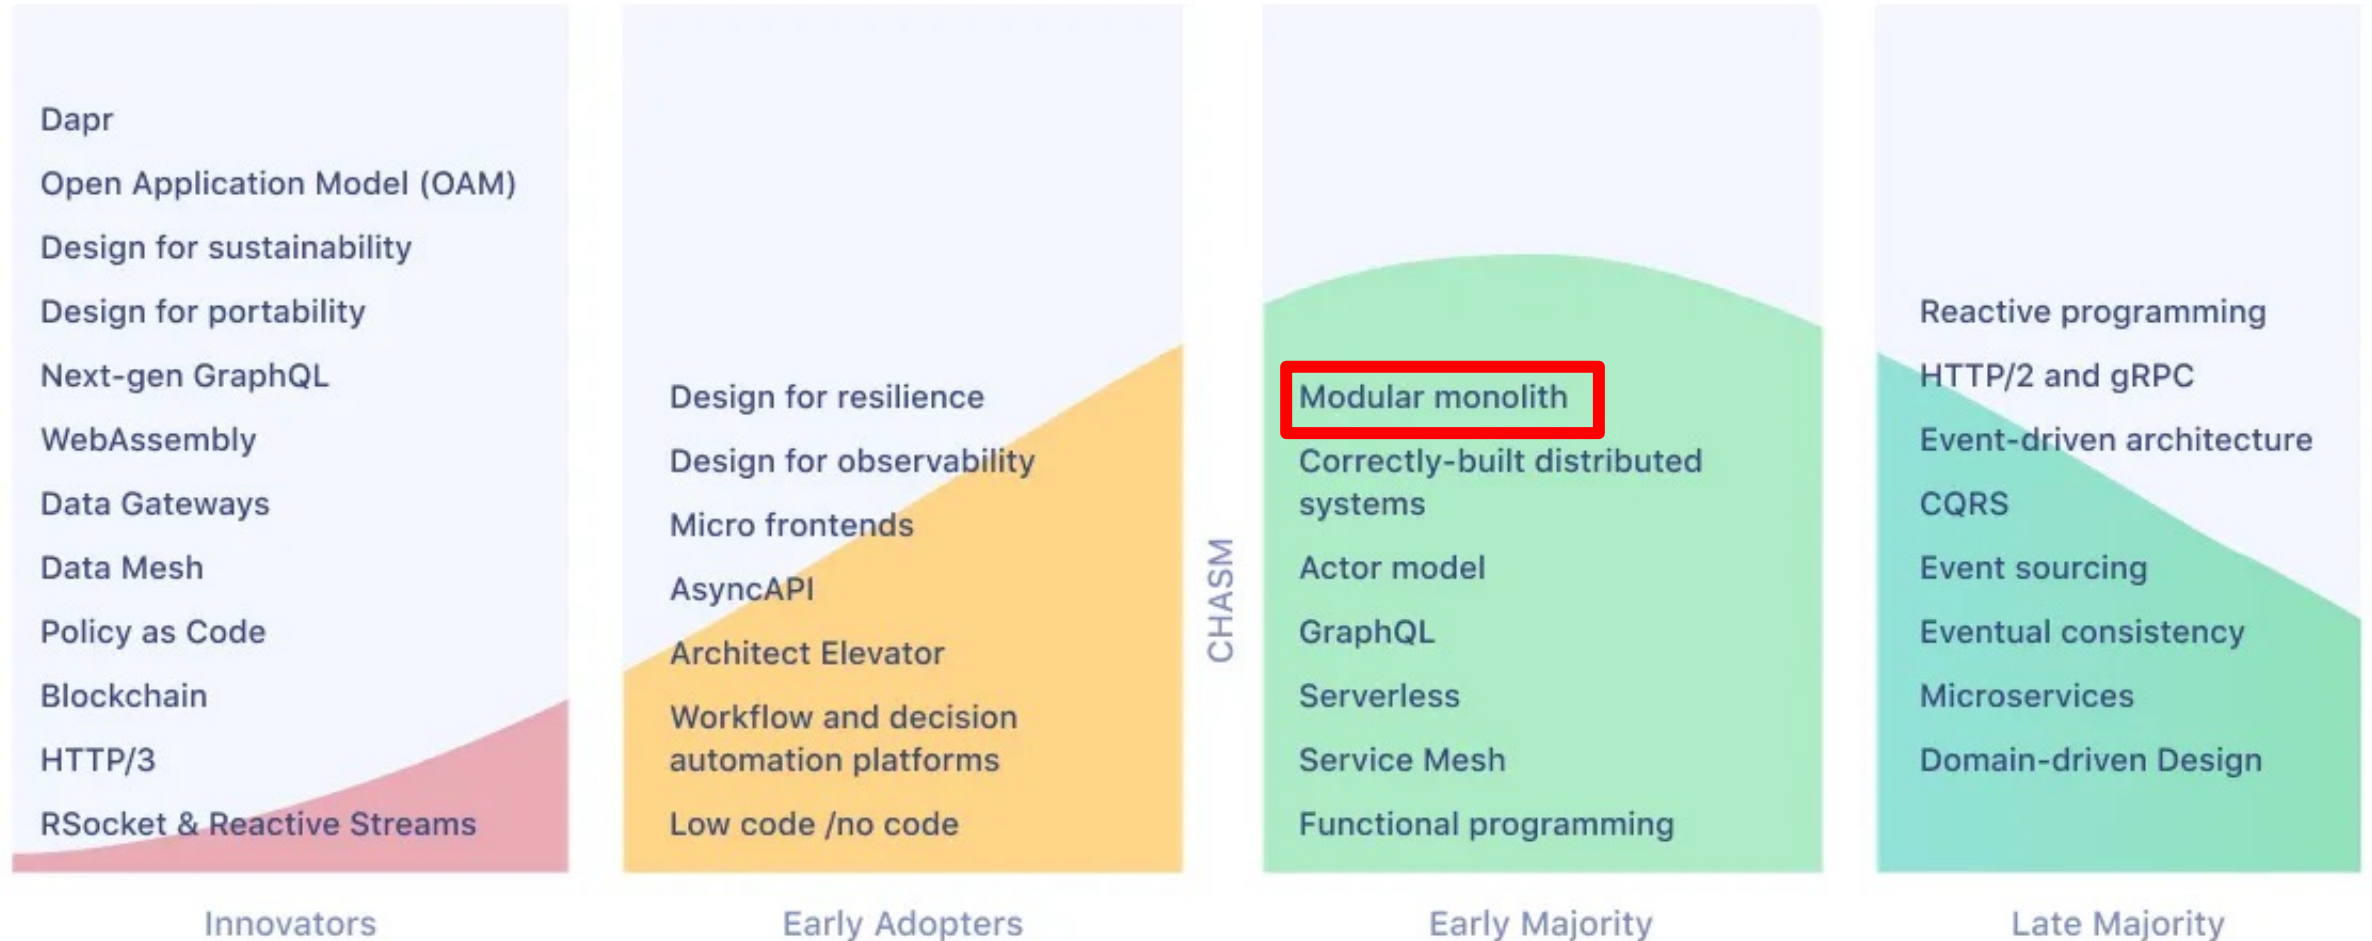 Dapr
Open Application Model (OAM)
Design for sustainability
Design for portability
Next-gen GraphQL
WebAssembly
Data Gateways
Data Mesh
Policy as Code
Blockchain
HTTP/3
RSocket & Reactive Streams
Innovators
Design for resilience
Design for observability
Micro frontends
AsyncAPI
Architect Elevator
Workflow and decision
automation platforms
Low code /no code
Early Adopters
CHASM
Modular monolith
Correctly-built distributed
systems
Actor model
GraphQL
Serverless
Service Mesh
Functional programming
Early Majority
Reactive programming
HTTP/2 and gRPC
Event-driven architecture
CQRS
Event sourcing
Eventual consistency
Microservices
Domain-driven Design
Late Majority